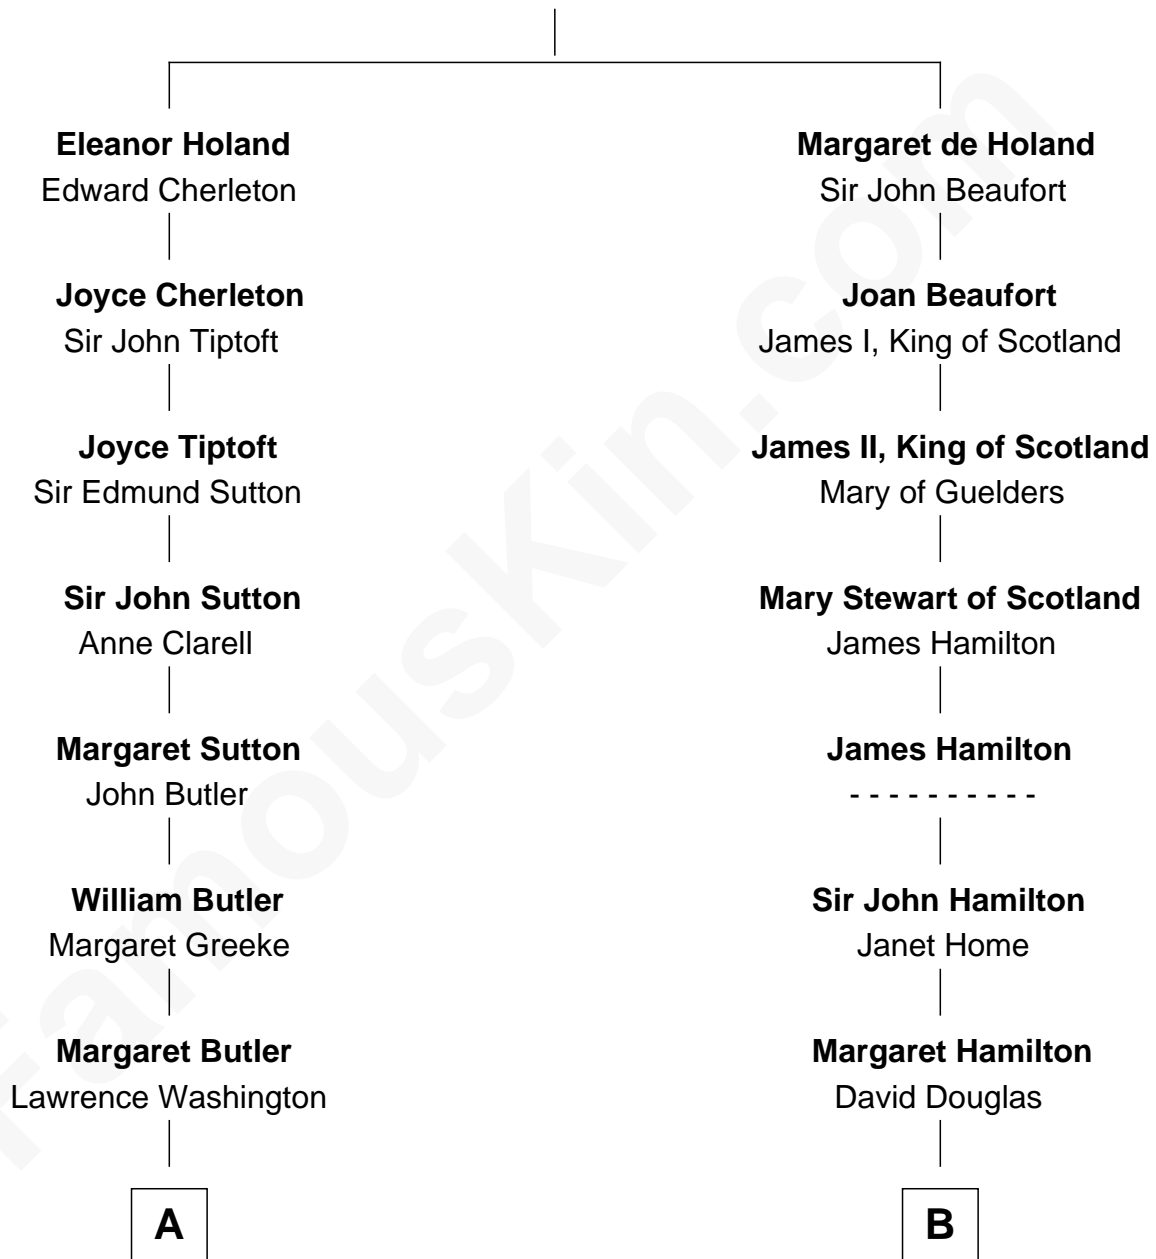 Eleanor Holand
Edward Cherleton
Joyce Cherleton
Sir John Tiptoft
Joyce Tiptoft
Sir Edmund Sutton
Sir John Sutton
Anne Clarell
Margaret Sutton
John Butler
William Butler
Margaret Greeke
Margaret Butler
Lawrence Washington
A
Margaret de Holand
Sir John Beaufort
Joan Beaufort
James I, King of Scotland
James II, King of Scotland
Mary of Guelders
Mary Stewart of Scotland
James Hamilton
James Hamilton
- - - - - - - - - -
Sir John Hamilton
Janet Home
Margaret Hamilton
David Douglas
B
FamousKin.com